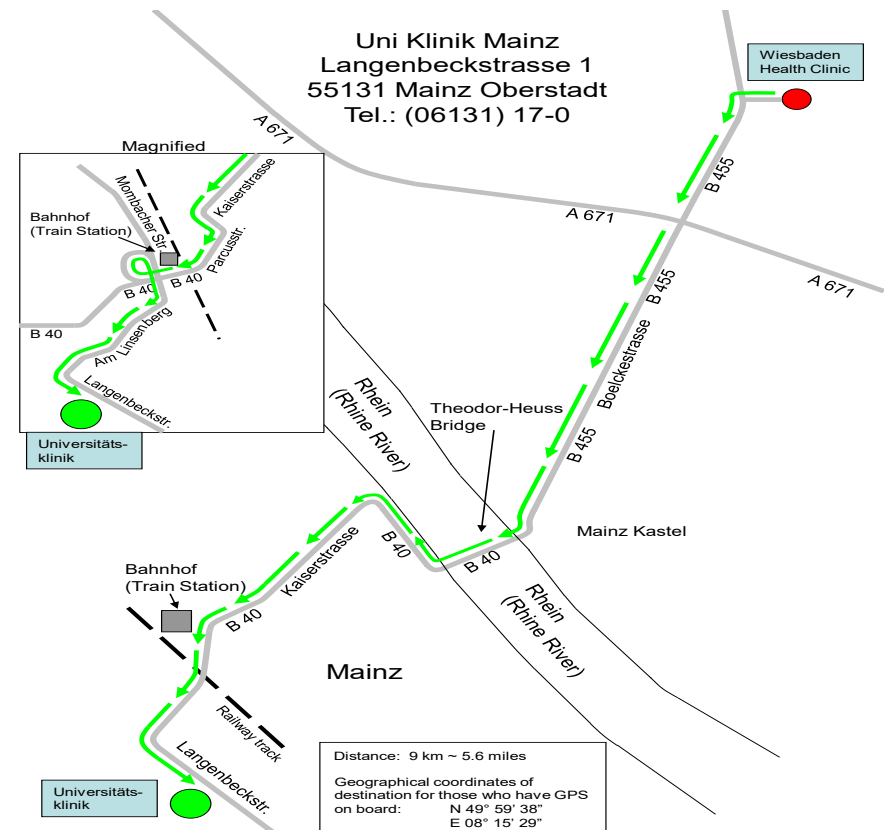 Uni Klinik Mainz
Langenbeckstrasse 1
55131 Mainz Oberstadt
Tel.: (06131) 17-0
Wiesbaden
Health Clinic
A 671
Magnified
B 455
Kaiserstrasse
Mombacher Str.
Bahnhof
(Train Station)
Parcusstr.
A 671
B 40
B 40
B 455
A 671
B 40
Am Linsenberg
Langenbeckstr.
Boelckestrasse
Rhein
(Rhine River)
Theodor-Heuss
Bridge
Universitäts-
klinik
B 455
Mainz Kastel
B 40
B 40
Kaiserstrasse
Bahnhof
(Train Station)
B 40
Rhein
(Rhine River)
Mainz
Railway track
Langenbeckstr.
Universitäts-
klinik
Distance: 9 km ~ 5.6 miles
Geographical coordinates of
destination for those who have GPS
on board: N 49° 59' 38”
E 08° 15' 29”